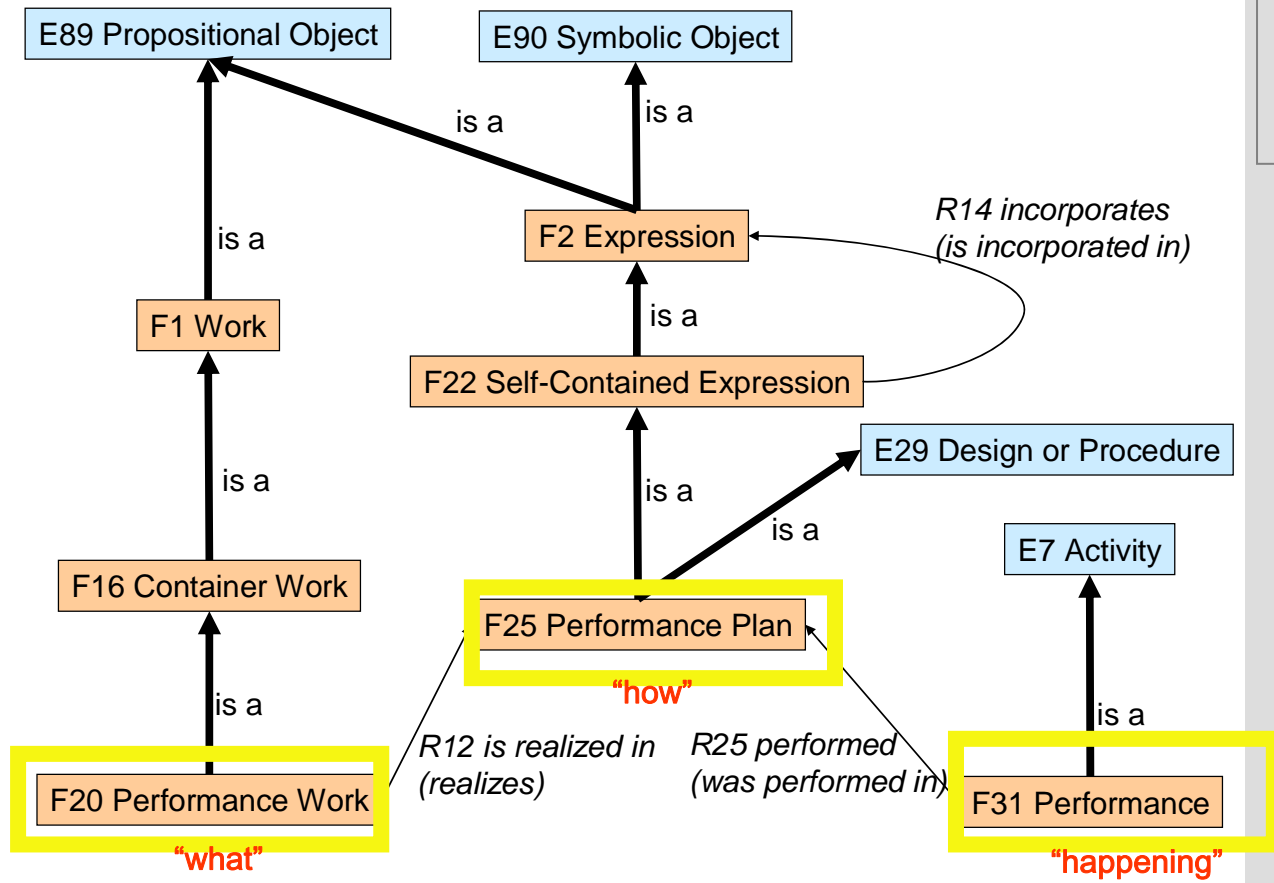 E89 Propositional Object
E90 Symbolic Object
is a
is a
R14 incorporates
(is incorporated in)
F2 Expression
is a
F1 Work
is a
F22 Self-Contained Expression
E29 Design or Procedure
is a
is a
is a
E7 Activity
F16 Container Work
F25 Performance Plan
“how”
is a
is a
R12 is realized in
(realizes)
R25 performed
(was performed in)
F20 Performance Work
F31 Performance
“what”
“happening”